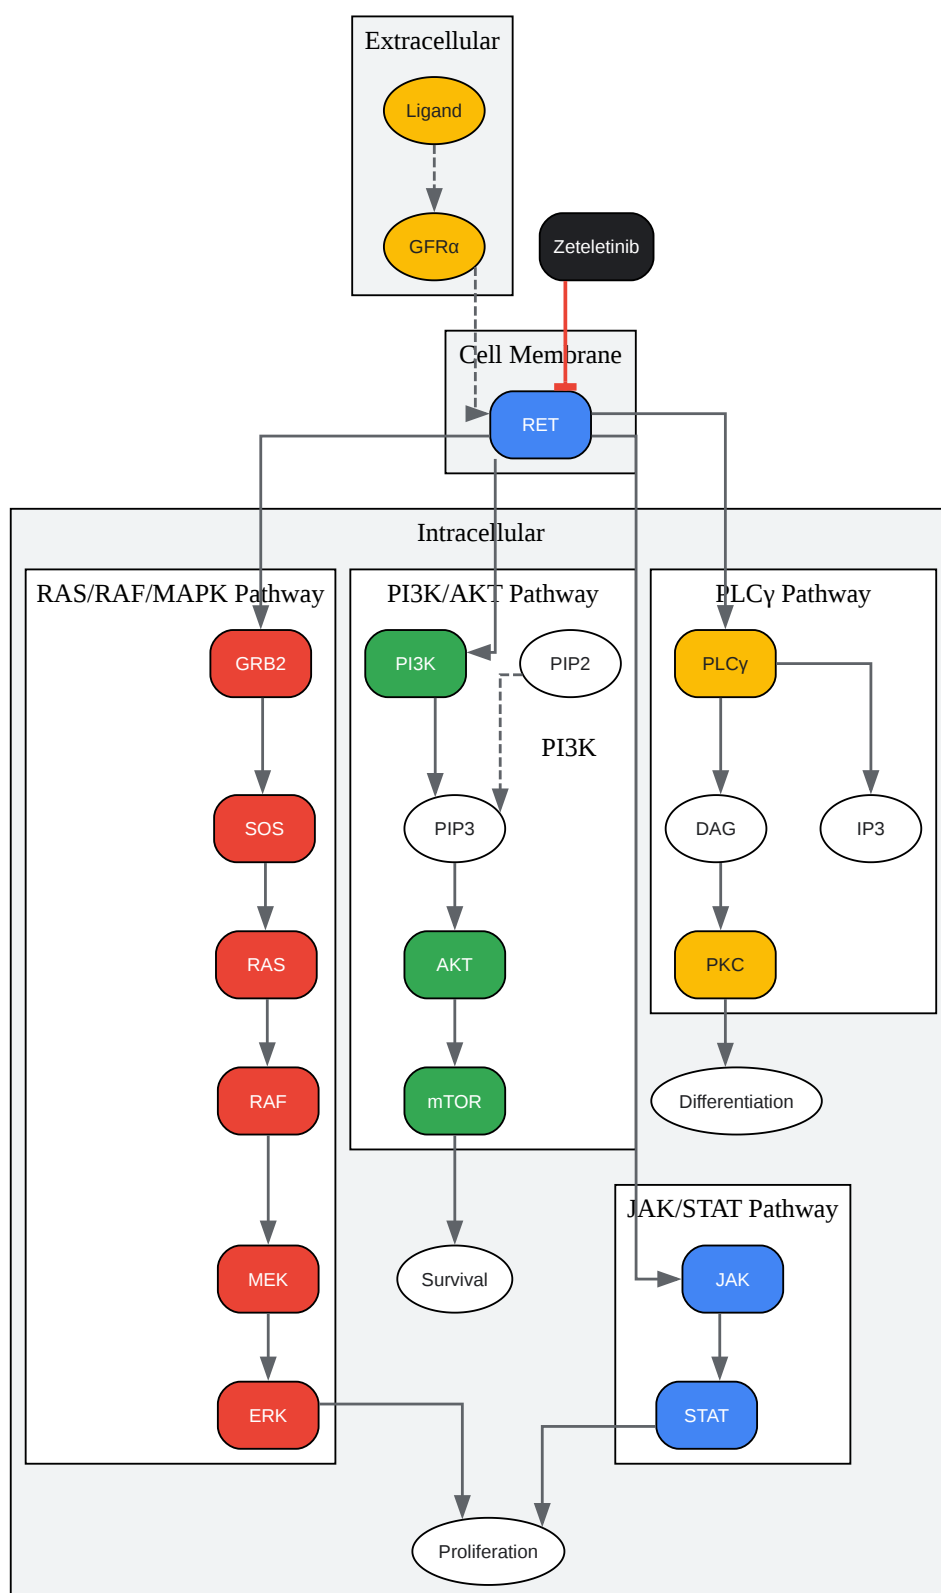 Extracellular
Ligand
GFRα
Zeteletinib
Cell Membrane
RET
Intracellular
RAS/RAF/MAPK Pathway
GRB2
SOS
RAS
RAF
MEK
ERK
PI3K/AKT Pathway
PI3K
PIP2
PI3K
PIP3
AKT
mTOR
Survival
PLCγ Pathway
PLCγ
DAG
IP3
PKC
Differentiation
JAK/STAT Pathway
JAK
STAT
Proliferation